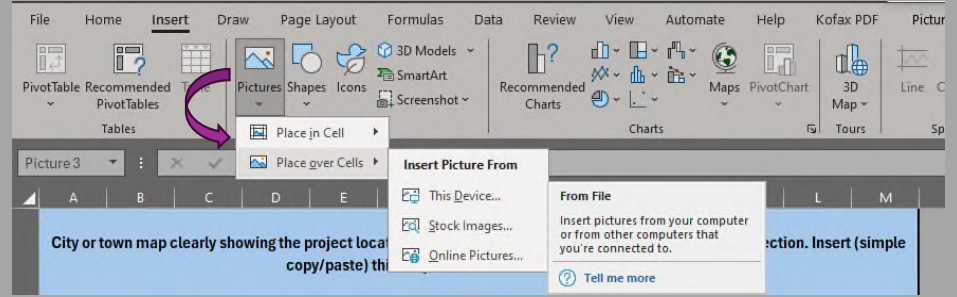 File Home Insert Draw Page Layout Formulas Data Review View Automate Help Kofax PDF Pictur
PivotTable
Recommended
PivotTables
Tables
Pictures
Shapes
Icons
3D Models
SmartArt
Screenshot
Recommended
Charts
Charts
Maps
PivotChart
3D
Map
Tours
Line
C
Sp
Place in Cell
Place over Cells
Insert Picture From
This Device...
Stock Images...
Online Pictures...
From File
Insert pictures from your computer
or from other computers that
you're connected to.
Tell me more
Picture 3
A B C D E L M
City or town map clearly showing the project locat
ection. Insert (simple
copy/paste) thi